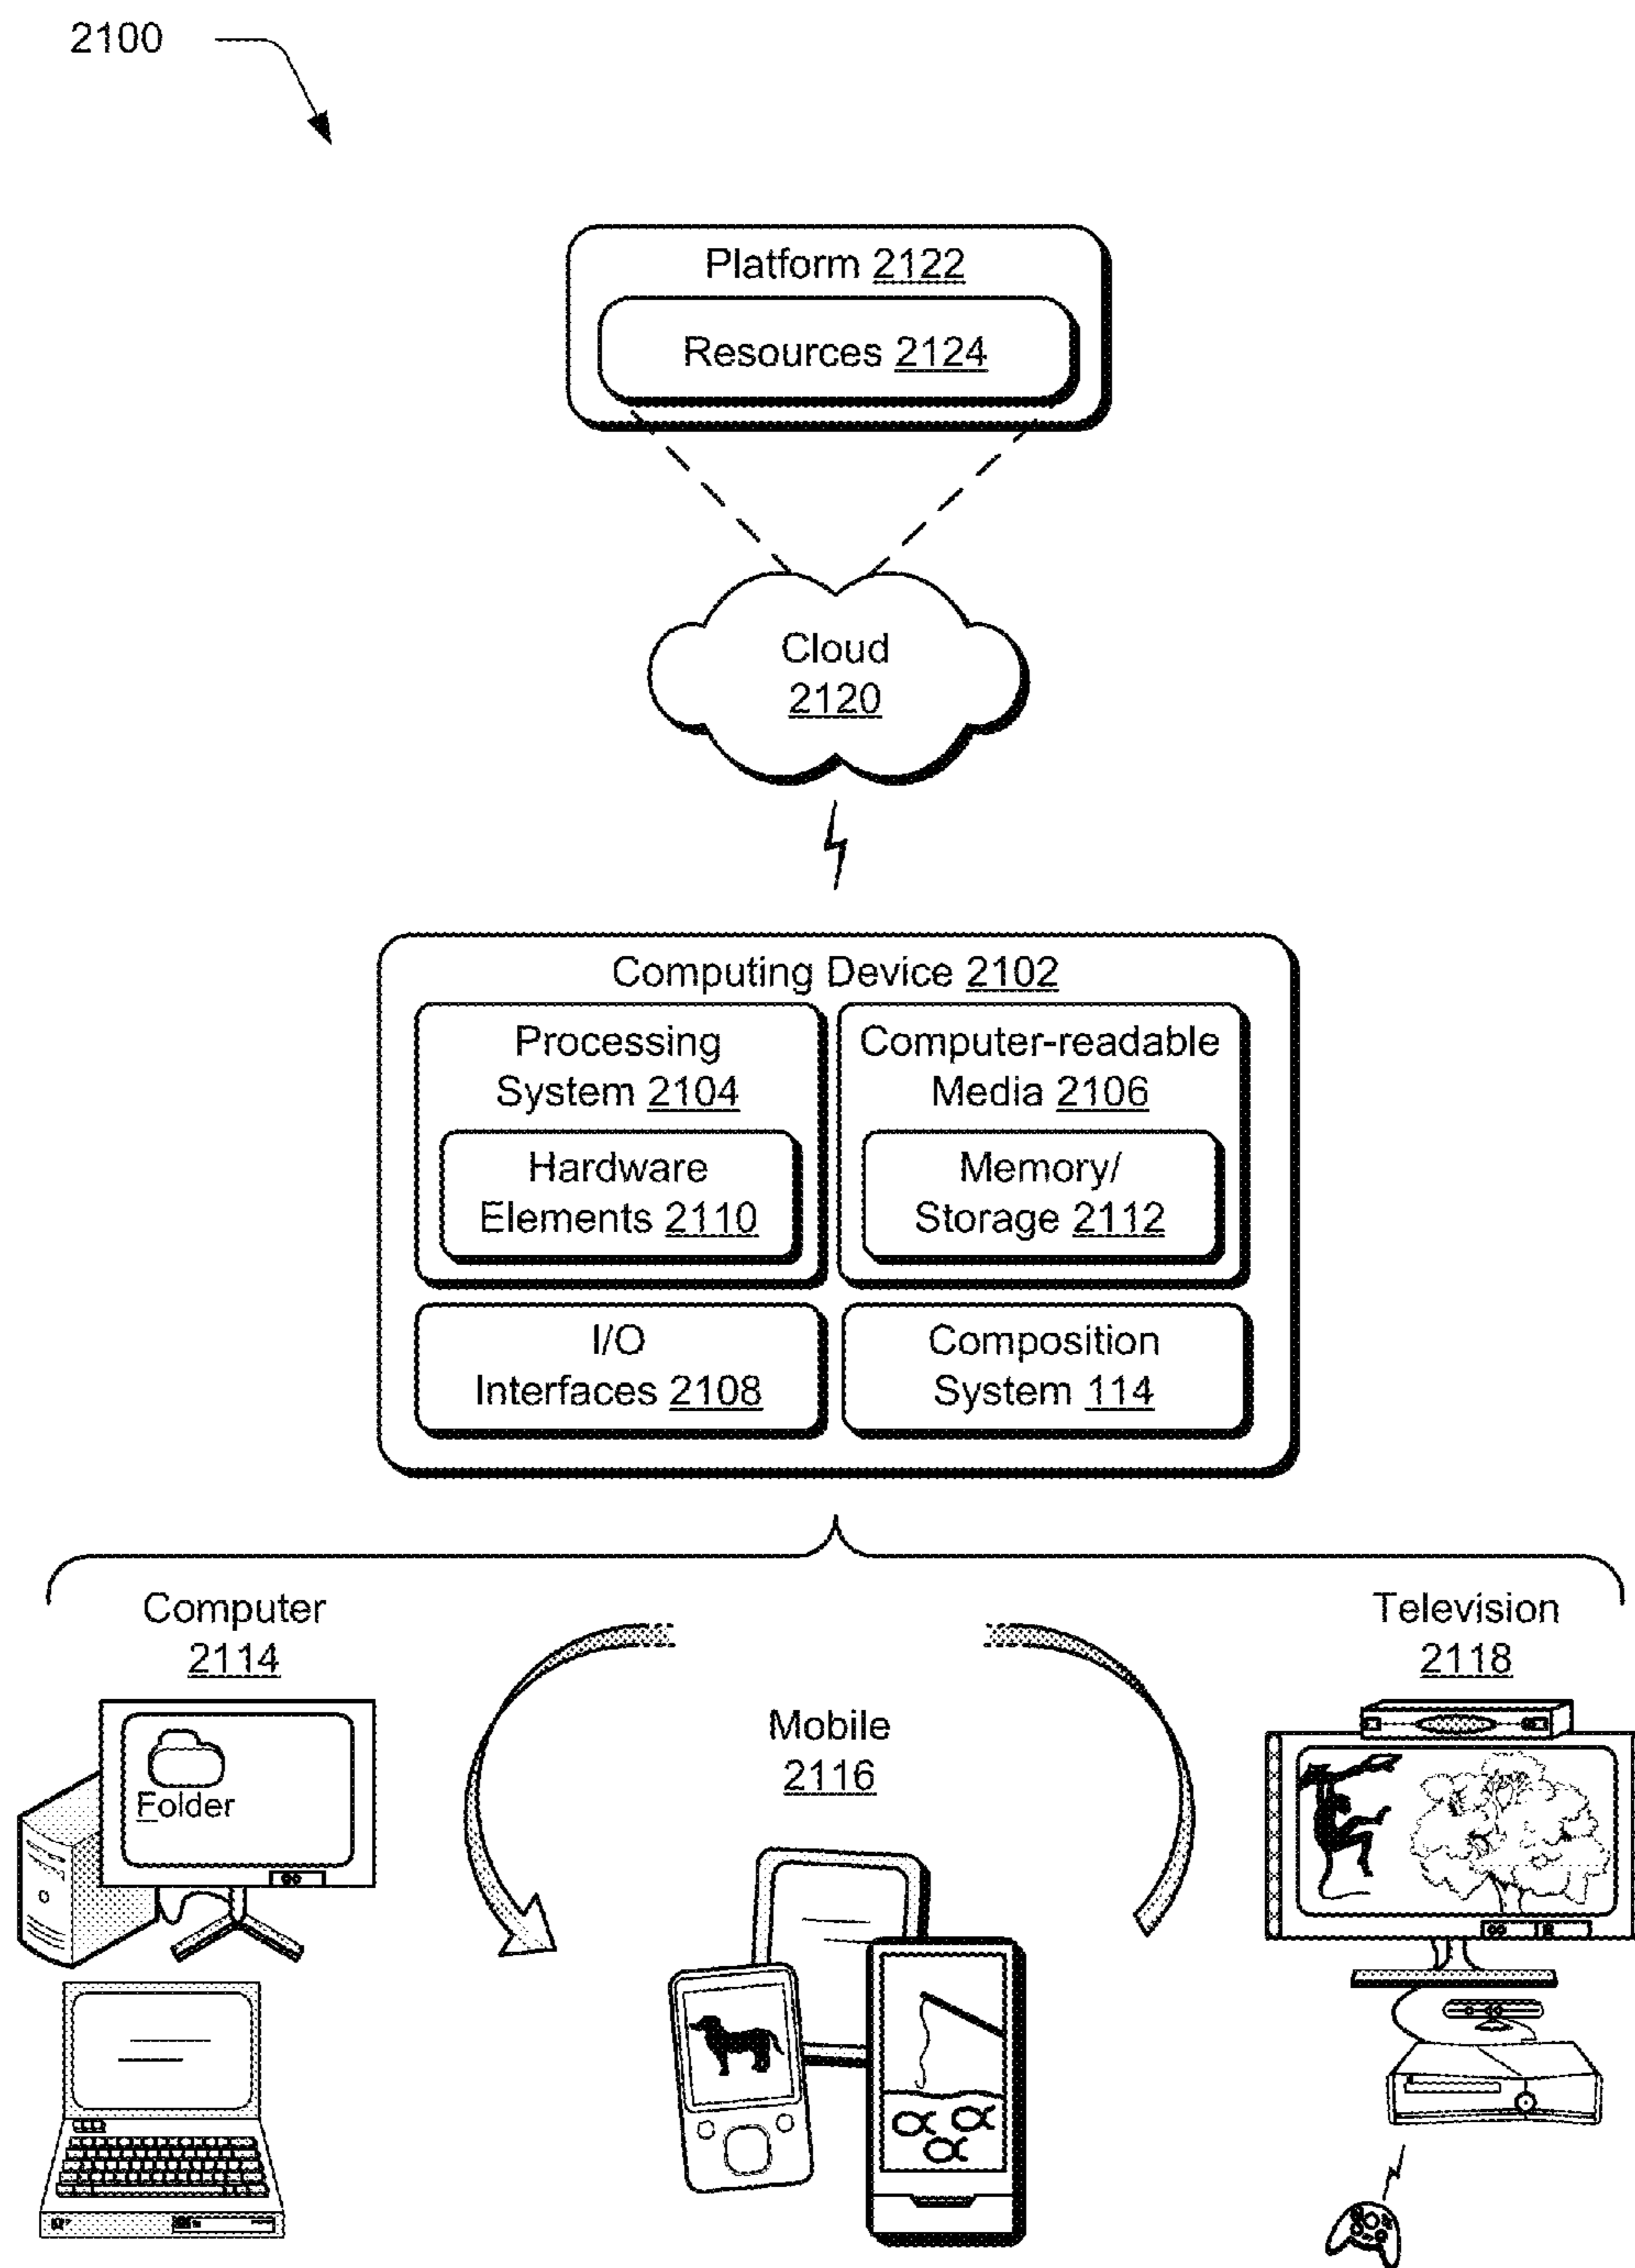 2100
Platform 2122
Resources 2124
Cloud
2120
Computing Device 2102
Processing
System 2104
Hardware
Elements 2110
Computer-readable
Media 2106
Memory/
Storage 2112
I/O
Interfaces 2108
Composition
System 114
Computer
2114
Folder
Mobile
2116
Television
2118